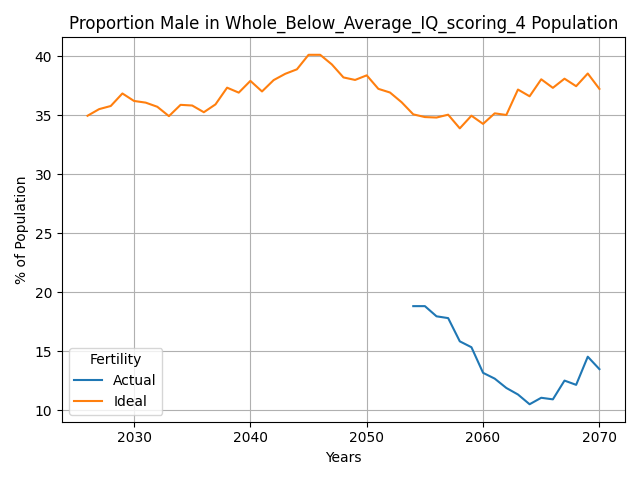 Proportion Male in Whole_Below_Average_IQ_scoring_4 Population
% of Population
40
35
30
25
20
15
10
Fertility
Actual
Ideal
2030
2040
2050
2060
2070
Years